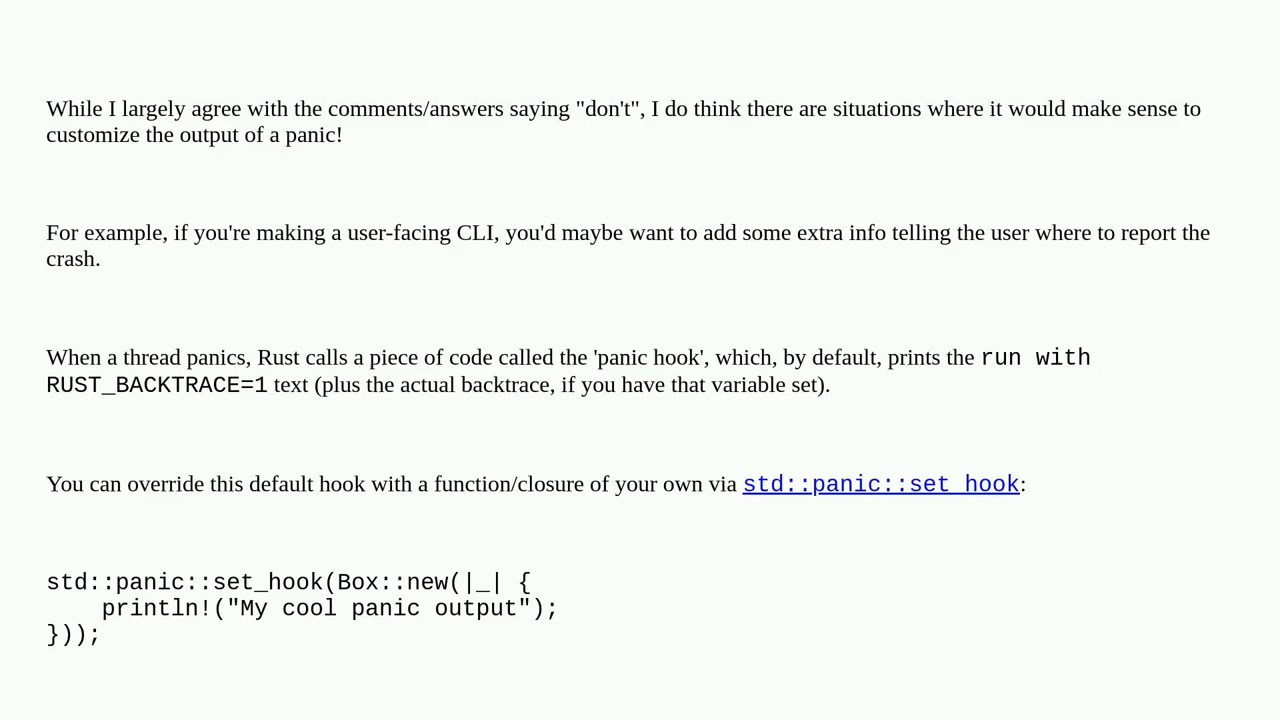 While I largely agree with the comments/answers saying "don't", I do think there are situations where it would make sense to
customize the output of a panic!
For example, if you're making a user-facing CLI, you'd maybe want to add some extra info telling the user where to report the
crash.
When a thread panics, Rust calls a piece of code called the 'panic hook', which, by default, prints the run with
RUST_BACKTRACE=1 text (plus the actual backtrace, if you have that variable set).
You can override this default hook with a function/closure of your own via std::panic::set_hook:
std::panic::set_hook(Box::new(|_| {
    println!("My cool panic output");
}));